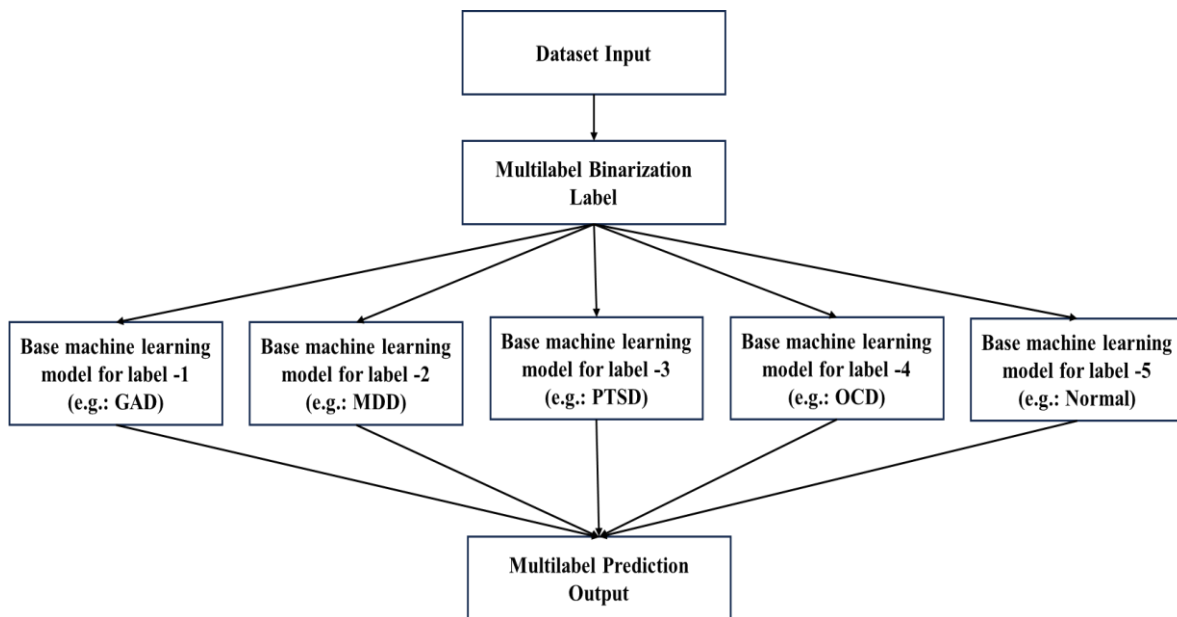 Dataset Input
Multilabel Binarization
Label
Base machine learning
model for label -1
(e.g.: GAD)
Base machine learning
model for label -2
(e.g.: MDD)
Base machine learning
model for label -3
(e.g.: PTSD)
Base machine learning
model for label -4
(e.g.: OCD)
Base machine learning
model for label -5
(e.g.: Normal)
Multilabel Prediction
Output